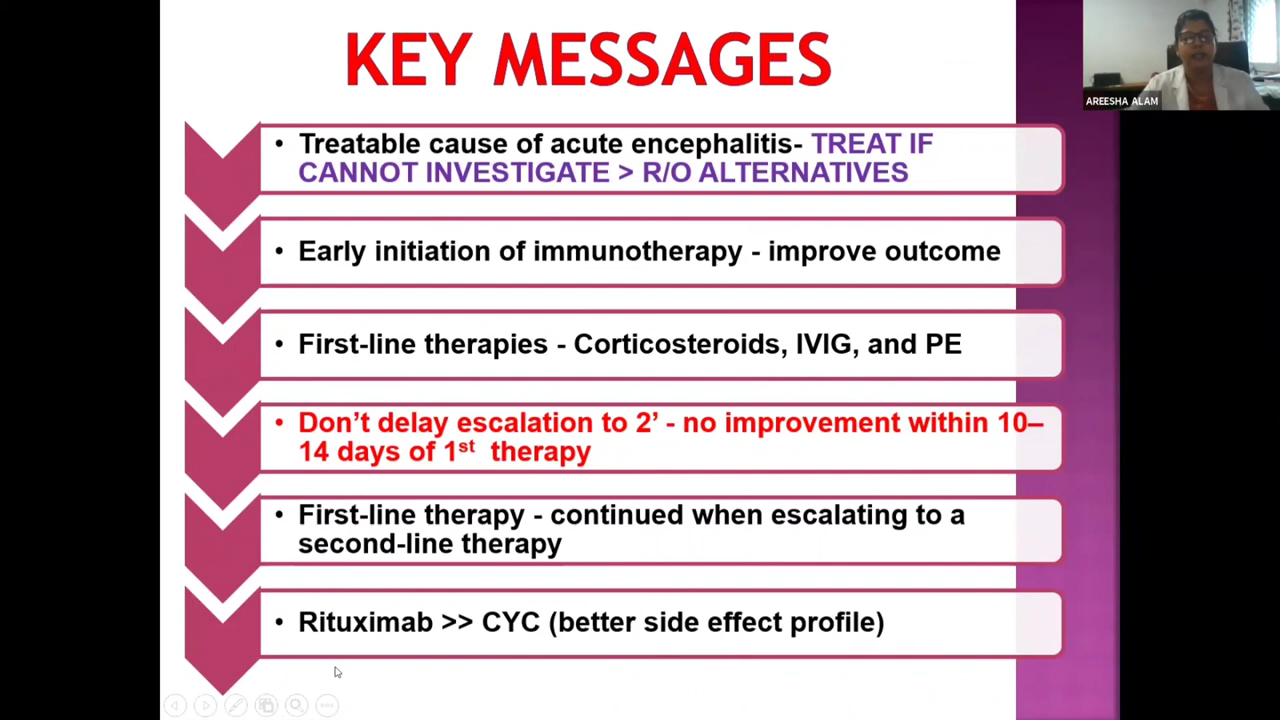 KEY MESSAGES
AREESHA ALAM
• Treatable cause of acute encephalitis- TREAT IF
CANNOT INVESTIGATE > R/O ALTERNATIVES
• Early initiation of immunotherapy - improve outcome
• First-line therapies - Corticosteroids, IVIG, and PE
• Don’t delay escalation to 2’ - no improvement within 10–
14 days of 1st therapy
• First-line therapy - continued when escalating to a
second-line therapy
• Rituximab >> CYC (better side effect profile)